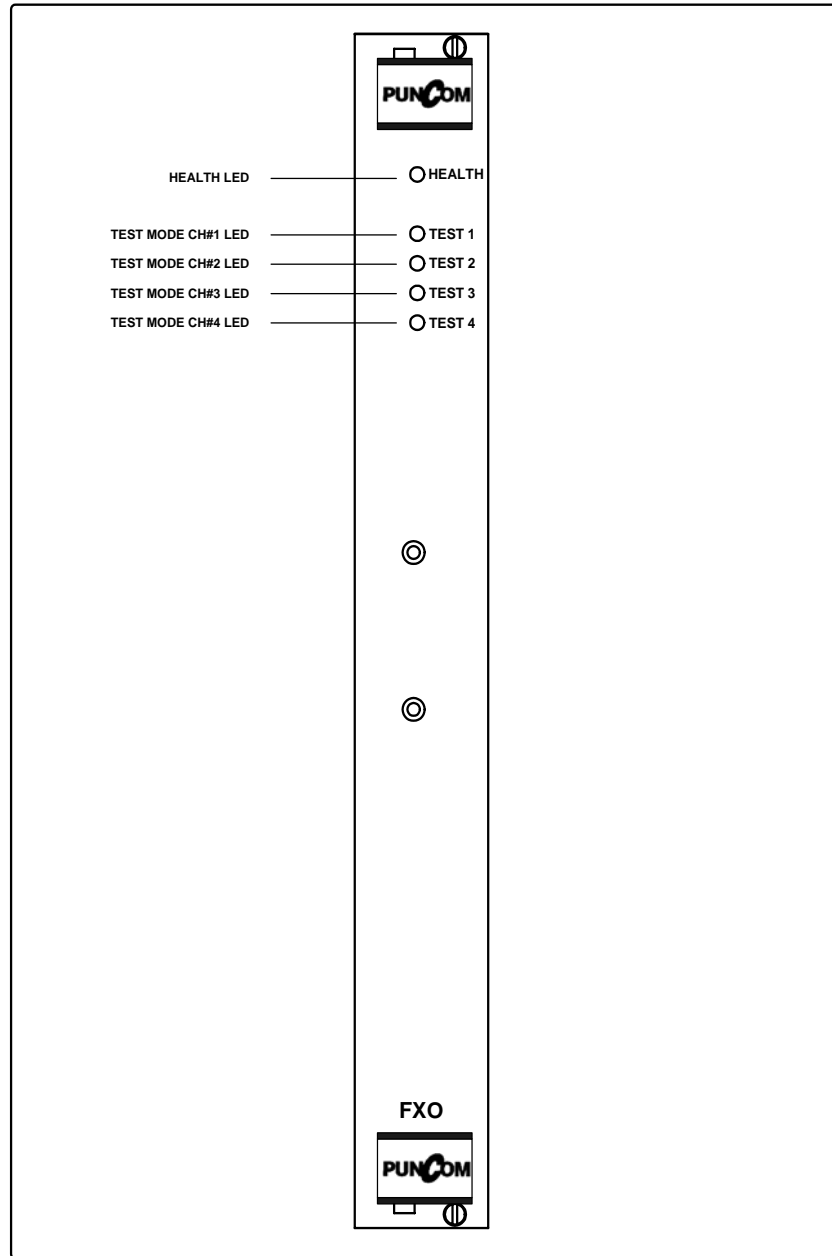 PUNCOM
HEALTH LED HEALTH
TEST MODE CH#1 LED TEST 1
TEST MODE CH#2 LED TEST 2
TEST MODE CH#3 LED TEST 3
TEST MODE CH#4 LED TEST 4
FXO
PUNCOM